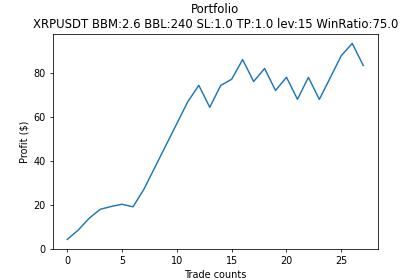 Portfolio
XRPUSDT BBM:2.6 BBL:240 SL:1.0 TP:1.0 lev:15 WinRatio:75.0
80
60
40
20
0
Profit ($)
0 5 10 15 20 25
Trade counts